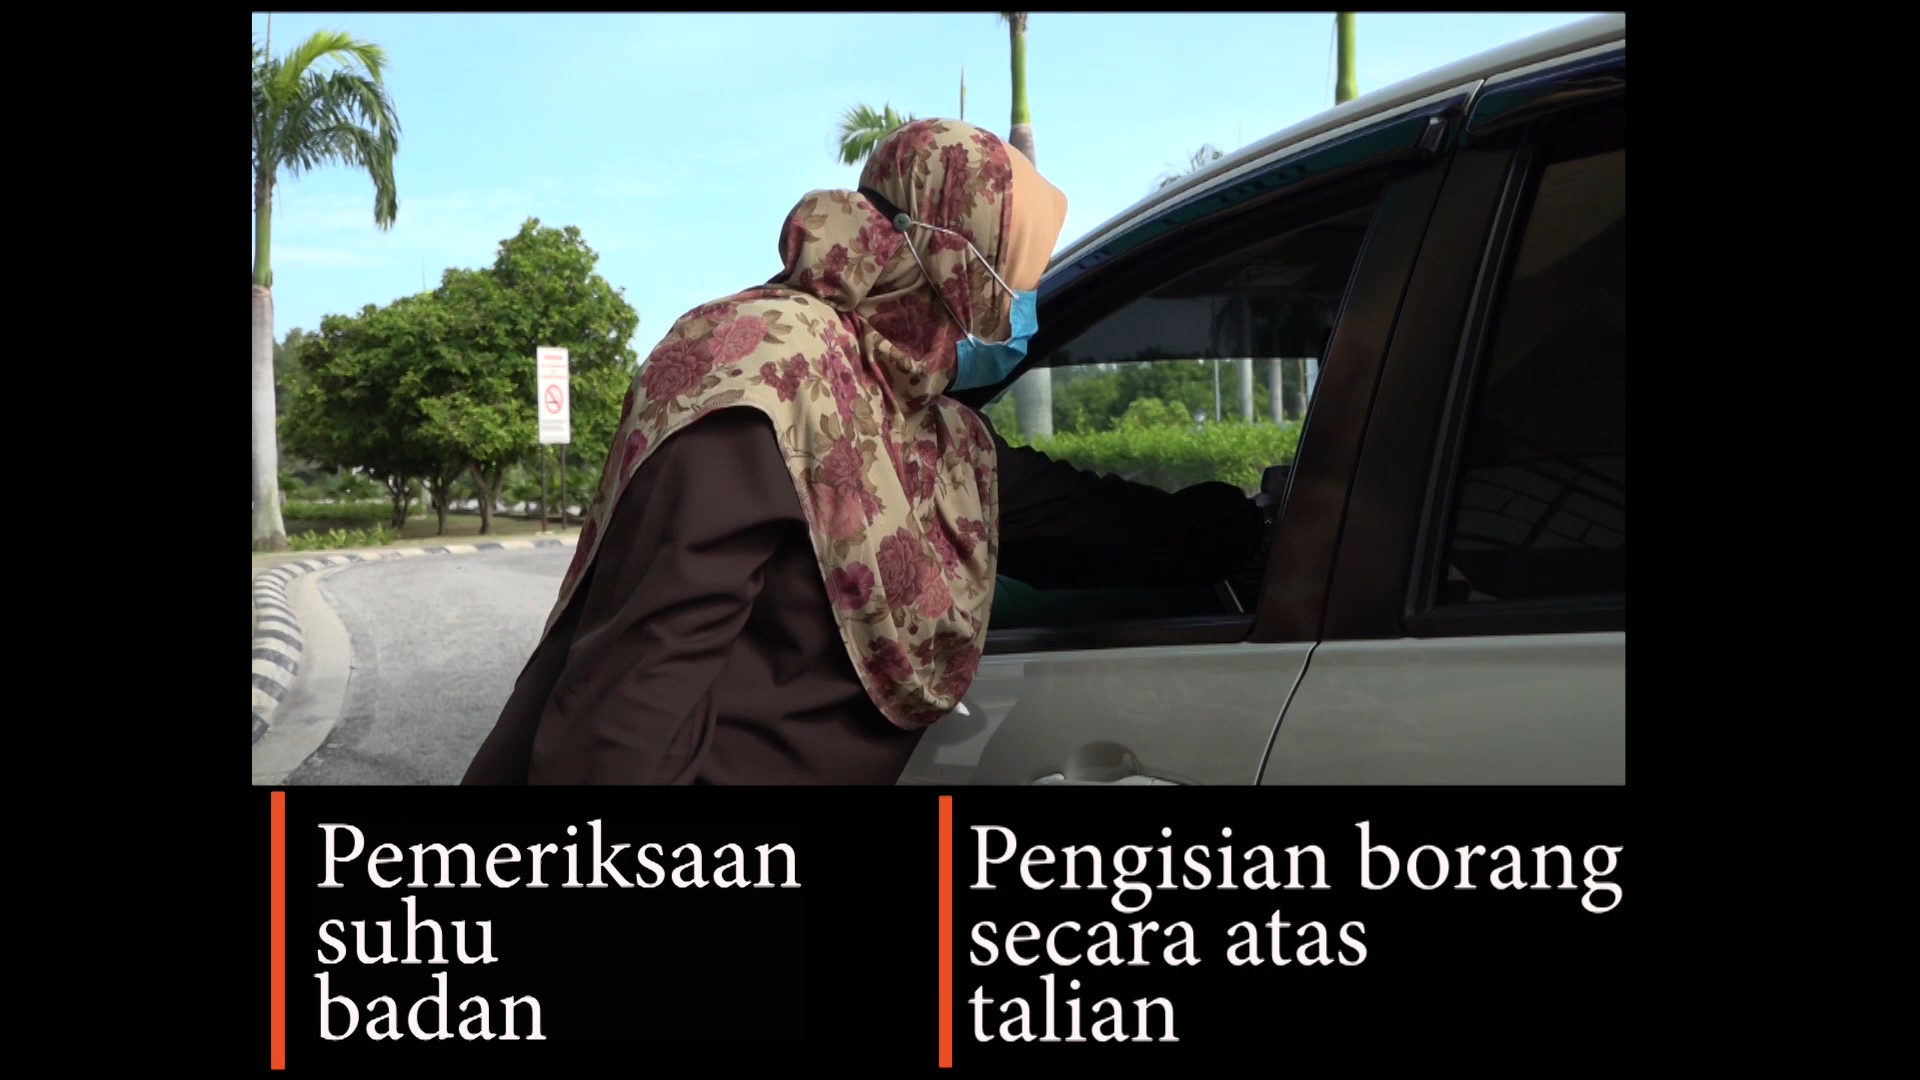 Pemeriksaan
suhu
badan
Pengisian borang
secara atas
talian